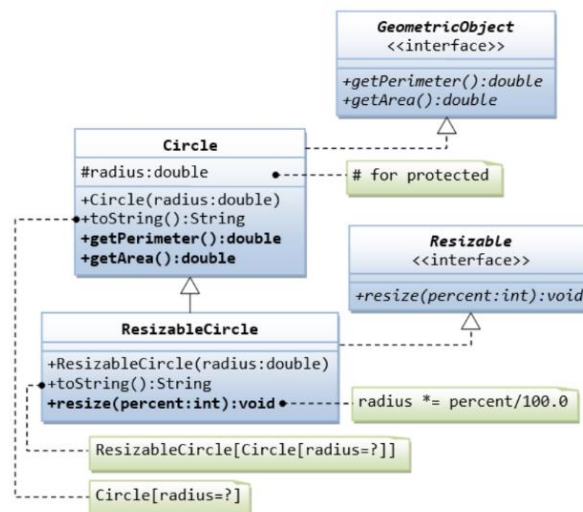 GeometricObject
<<interface>>
+getPerimeter():double
+getArea():double
Circle
#radius:double
# for protected
+Circle(radius:double)
+toString():String
+getPerimeter():double
+getArea():double
Resizable
<<interface>>
+resize(percent:int):void
ResizableCircle
+ResizableCircle(radius:double)
+toString():String
+resize(percent:int):void
radius *= percent/100.0
ResizableCircle[Circle[radius=?]]
Circle[radius=?]